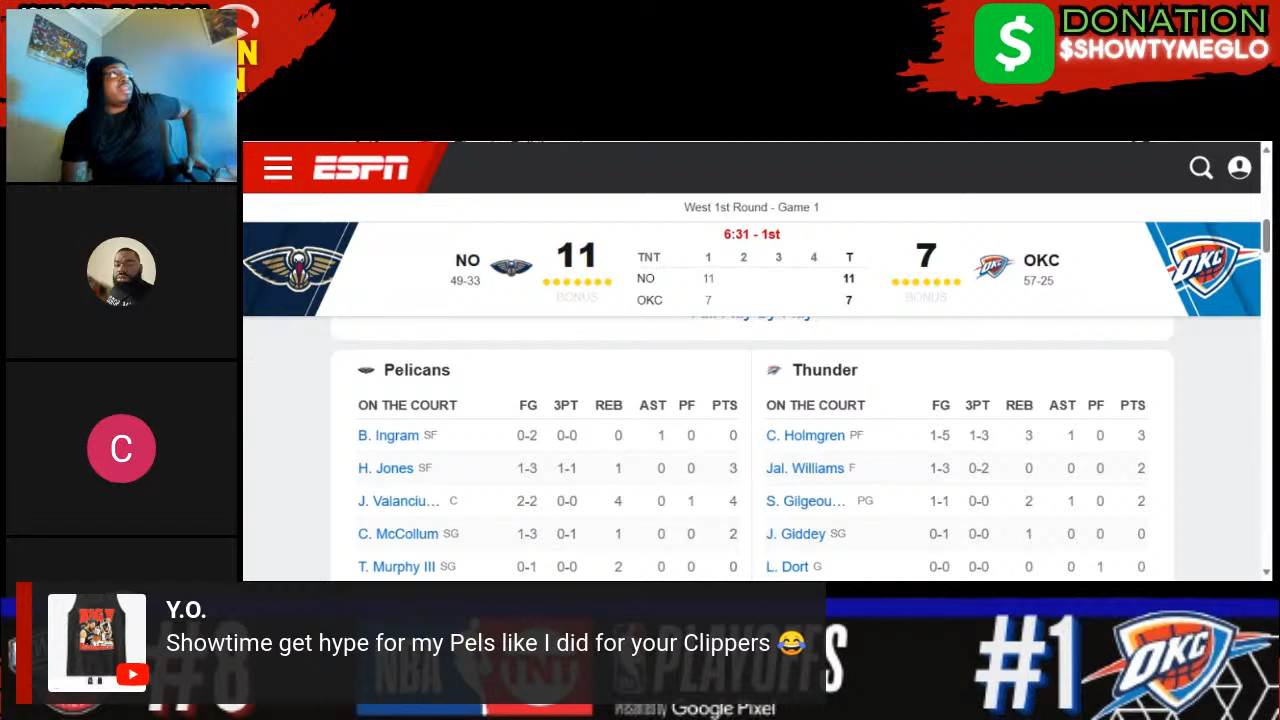 DONATION
$SHOWTYMEGLO
ESPN
West 1st Round - Game 1
6:31 - 1st
NO 11 TNT 1 2 3 4 T 7 OKC
49-33 NO 11 11 57-25
BONUS OKC 7 7 BONUS
Pelicans
ON THE COURT FG 3PT REB AST PF PTS
B. Ingram SF 0-2 0-0 0 1 0 0
H. Jones SF 1-3 1-1 1 0 0 3
J. Valanciu... C 2-2 0-0 4 0 1 4
C. McCollum SG 1-3 0-1 1 0 0 2
T. Murphy III SG 0-1 0-0 2 0 0 0
Thunder
ON THE COURT FG 3PT REB AST PF PTS
C. Holmgren PF 1-5 1-3 3 1 0 3
Jal. Williams F 1-3 0-2 0 0 0 2
S. Gilgeou... PG 1-1 0-0 2 1 0 2
J. Giddey SG 0-1 0-0 1 0 0 0
L. Dort G 0-0 0-0 0 0 1 0
C
Y.O.
Showtime get hype for my Pels like I did for your Clippers 😂
#8
NBA
PLAYOFFS
Google Pixel
#1
OKC